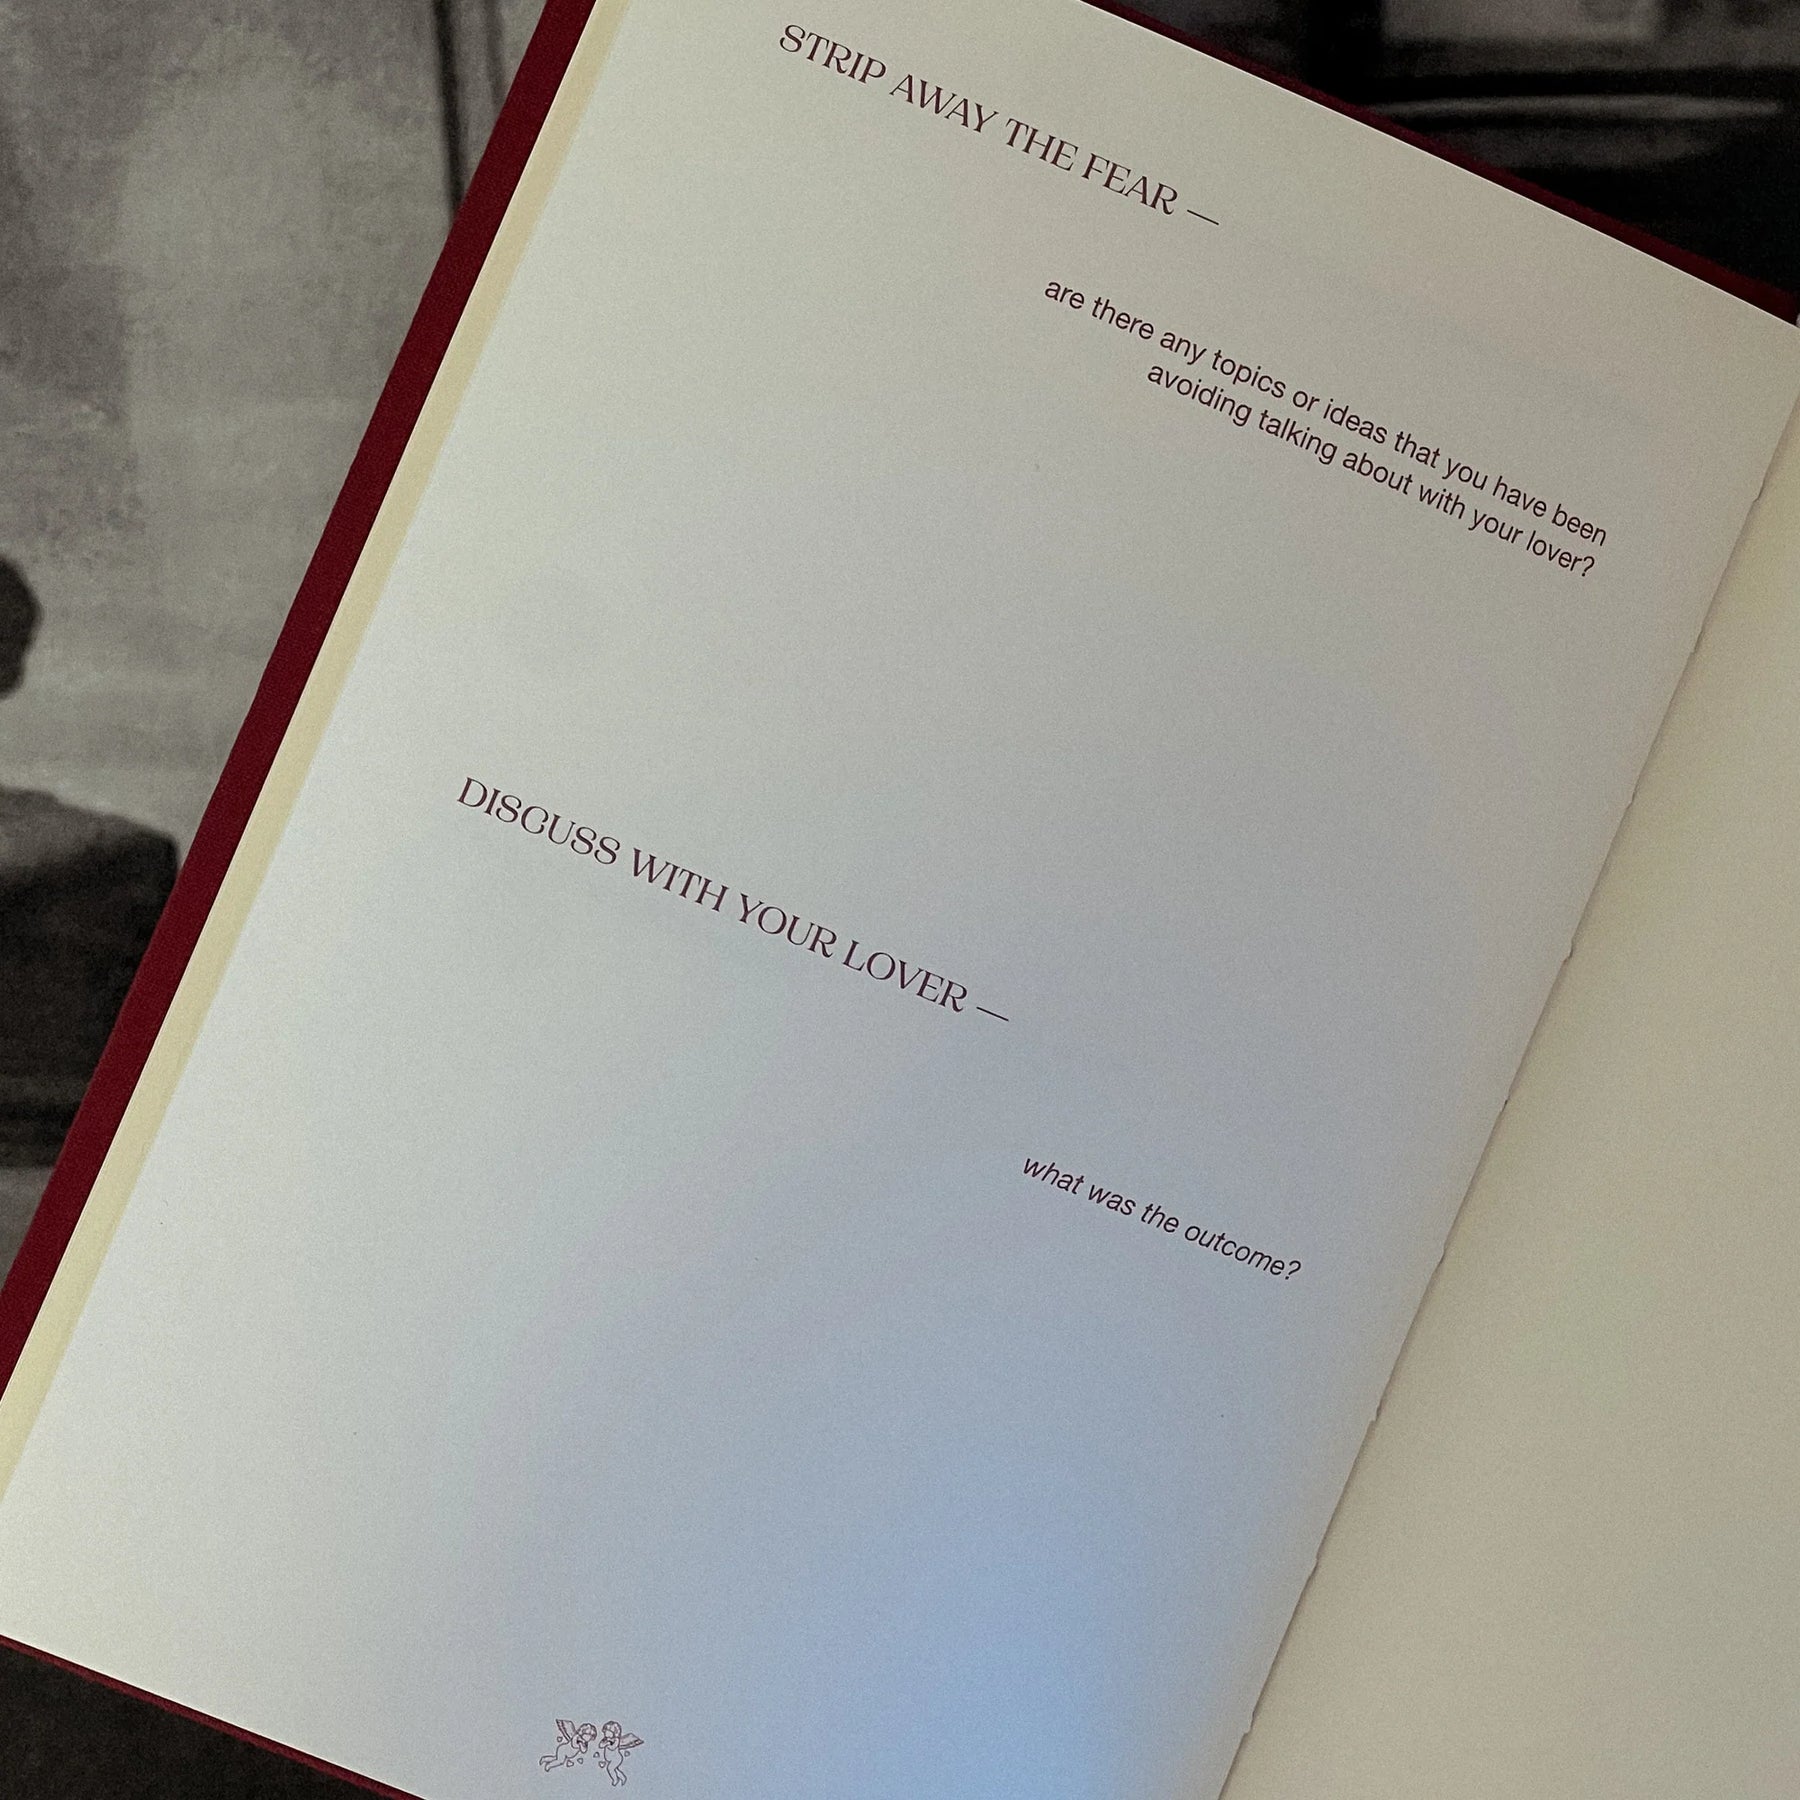 STRIP AWAY THE FEAR —
are there any topics or ideas that you have been
avoiding talking about with your lover?
DISCUSS WITH YOUR LOVER —
what was the outcome?